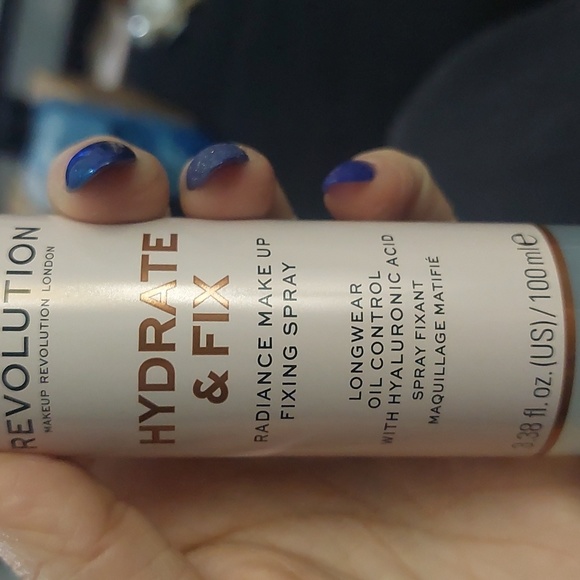 REVOLUTION
MAKEUP REVOLUTION LONDON
HYDRATE
& FIX
RADIANCE MAKE UP
FIXING SPRAY
LONGWEAR
OIL CONTROL
WITH HYALURONIC ACID
SPRAY FIXANT
MAQUILLAGE MATIFIÉ
3.38 fl. oz. (US) / 100ml e